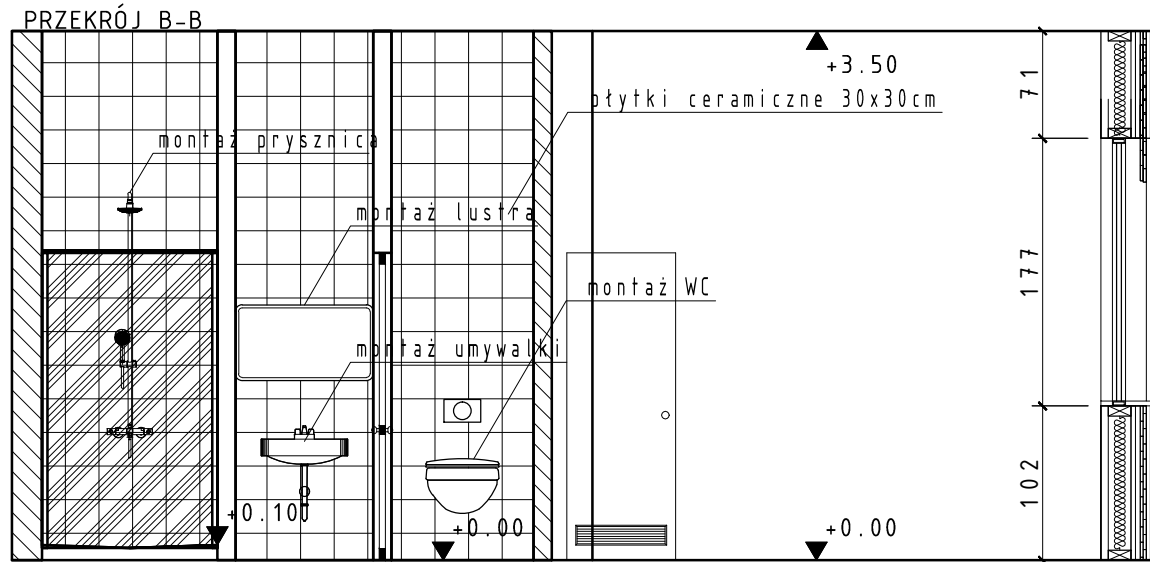 PRZEKRÓJ B-B
+3.50
71
płytki ceramiczne 30x30cm
montaż prysznica
montaż lustra
177
montaż WC
montaż umywalki
102
+0.10
+0.00
+0.00